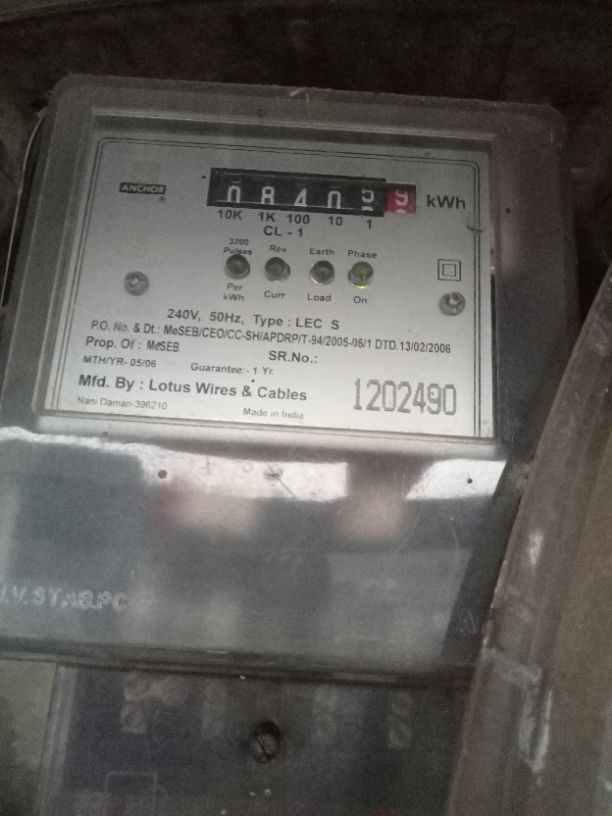 ANCHOR
®
0840 9 kWh
10K 1K 100 10 1
CL - 1
3200 Pulses Rev Earth Phase
Per kWh Curr Load On
240V, 50Hz, Type : LEC S
P.O. No. & Dt.: MeSEB/CEO/CC-SH/APDRP/T-94/2005-06/1 DTD.13/02/2006
Prop. Of : MeSEB SR.No.:
MTH/YR- 05/06 Guarantee:- 1 Yr.
Mfd. By : Lotus Wires & Cables 1202490
Nani Daman-396210 Made in India